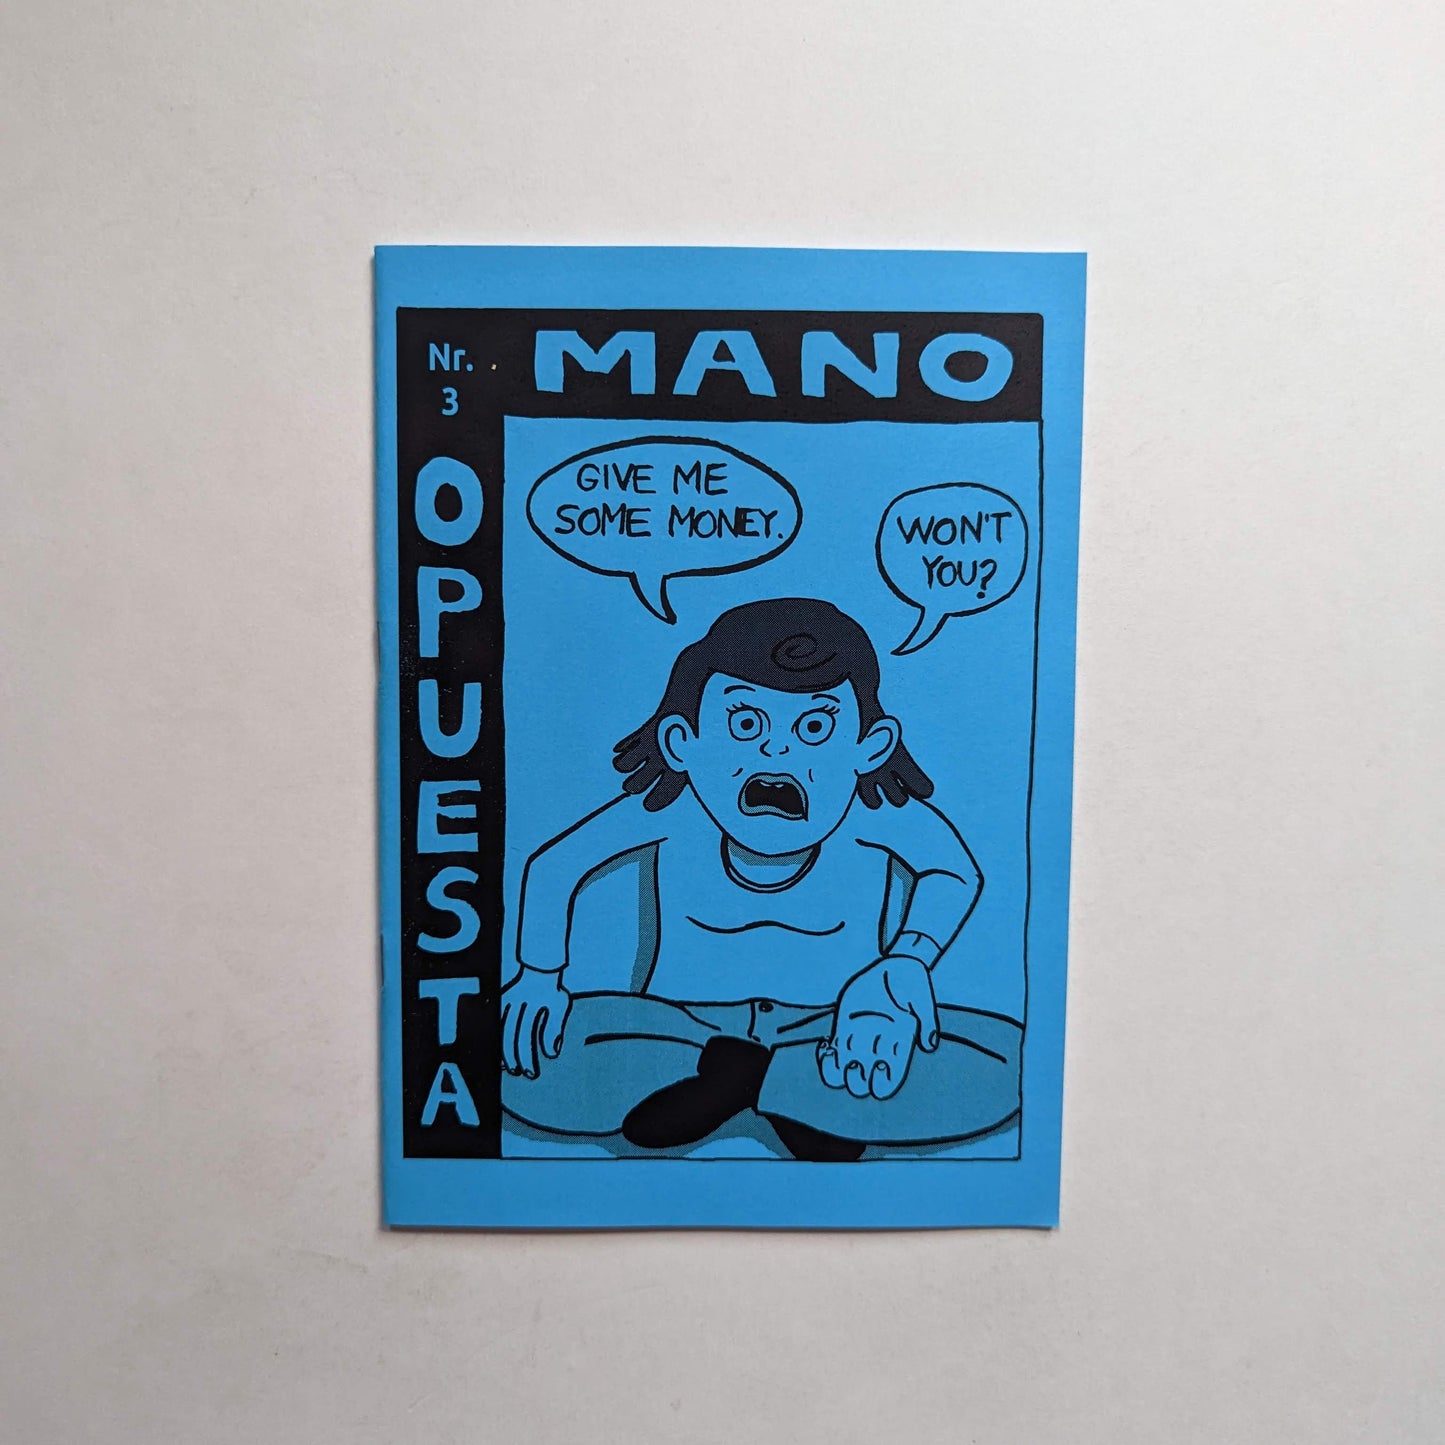 Nr.
3
MANO
OPUESTA
GIVE ME
SOME MONEY.
WON'T
YOU?